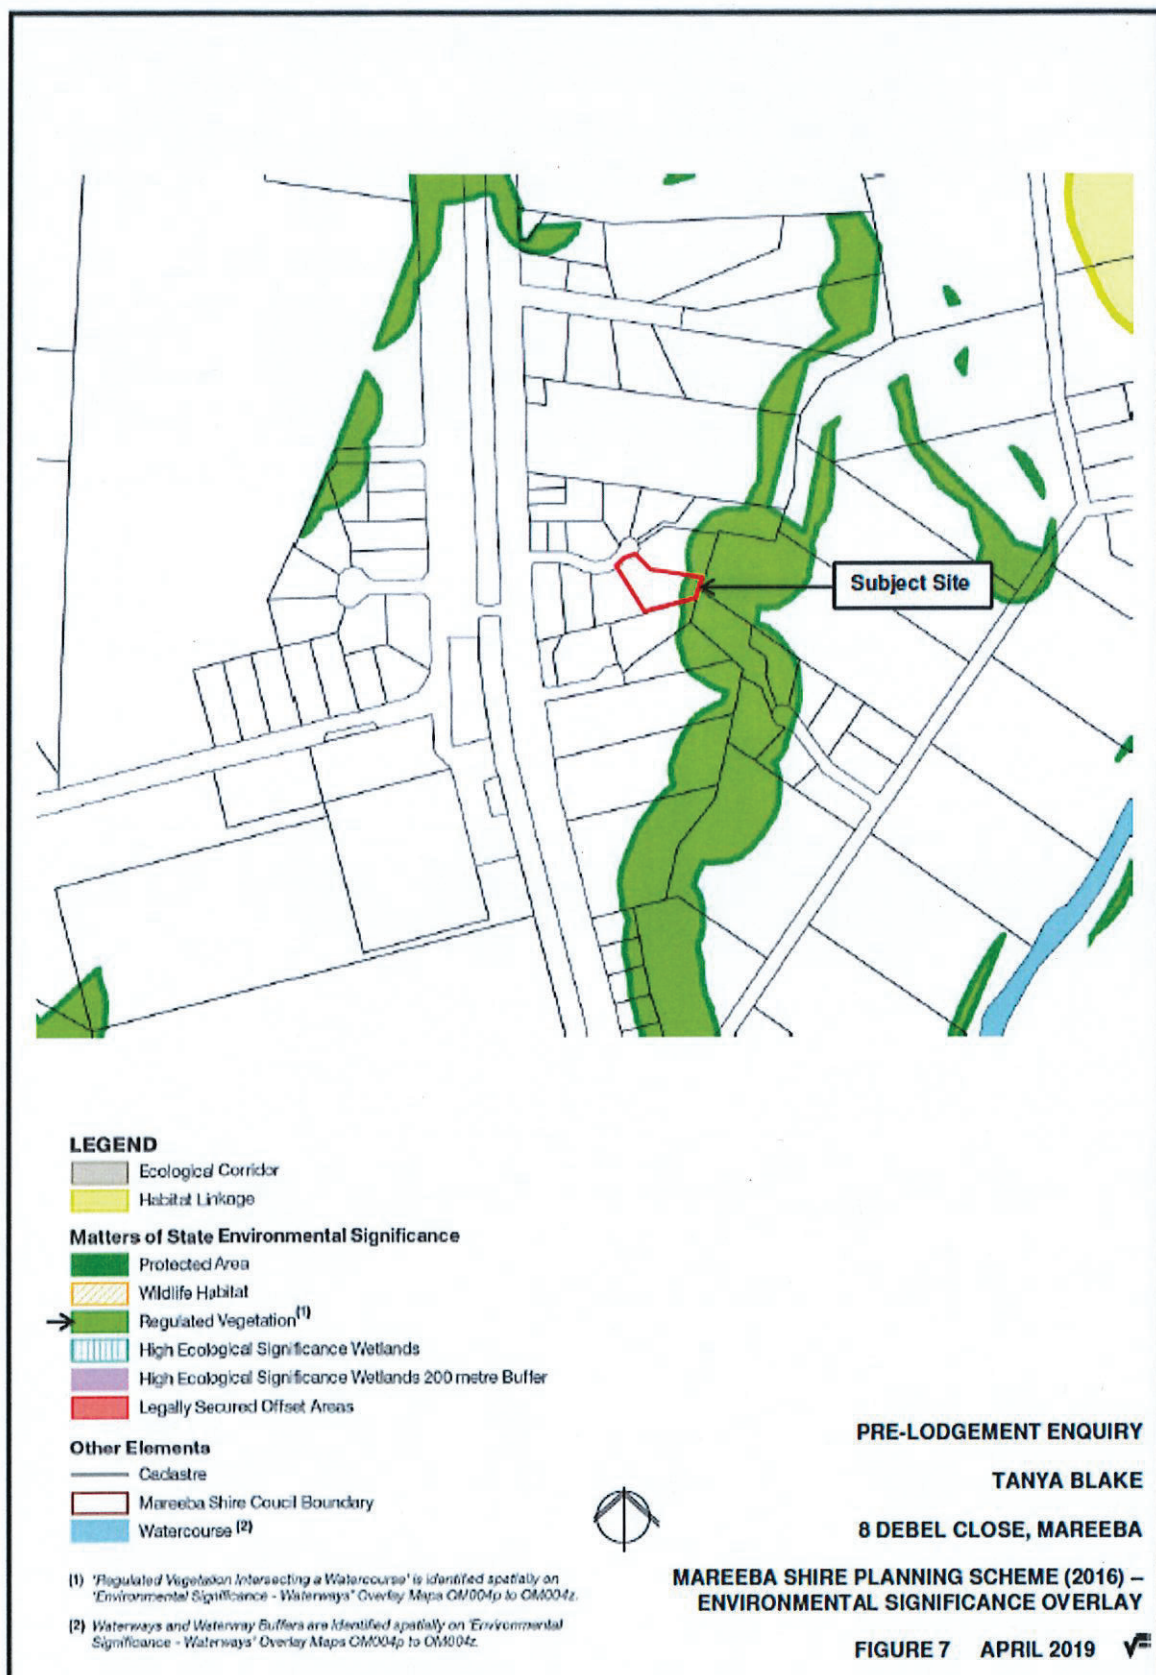 Subject Site
LEGEND
Ecological Corridor
Habitat Linkage
Matters of State Environmental Significance
Protected Area
Wildlife Habitat
Regulated Vegetation(1)
High Ecological Significance Wetlands
High Ecological Significance Wetlands 200 metre Buffer
Legally Secured Offset Areas
Other Elements
Cadastre
Mareeba Shire Coucil Boundary
Watercourse (2)
(1) 'Regulated Vegetation Intersecting a Watercourse' is identified spatially on
'Environmental Significance - Waterways' Overlay Maps OM004p to OM004z.
(2) Waterways and Waterway Buffers are identified spatially on 'Environmental
Significance - Waterways' Overlay Maps OM004p to OM004z.
PRE-LODGEMENT ENQUIRY
TANYA BLAKE
8 DEBEL CLOSE, MAREEBA
MAREEBA SHIRE PLANNING SCHEME (2016) –
ENVIRONMENTAL SIGNIFICANCE OVERLAY
FIGURE 7 APRIL 2019